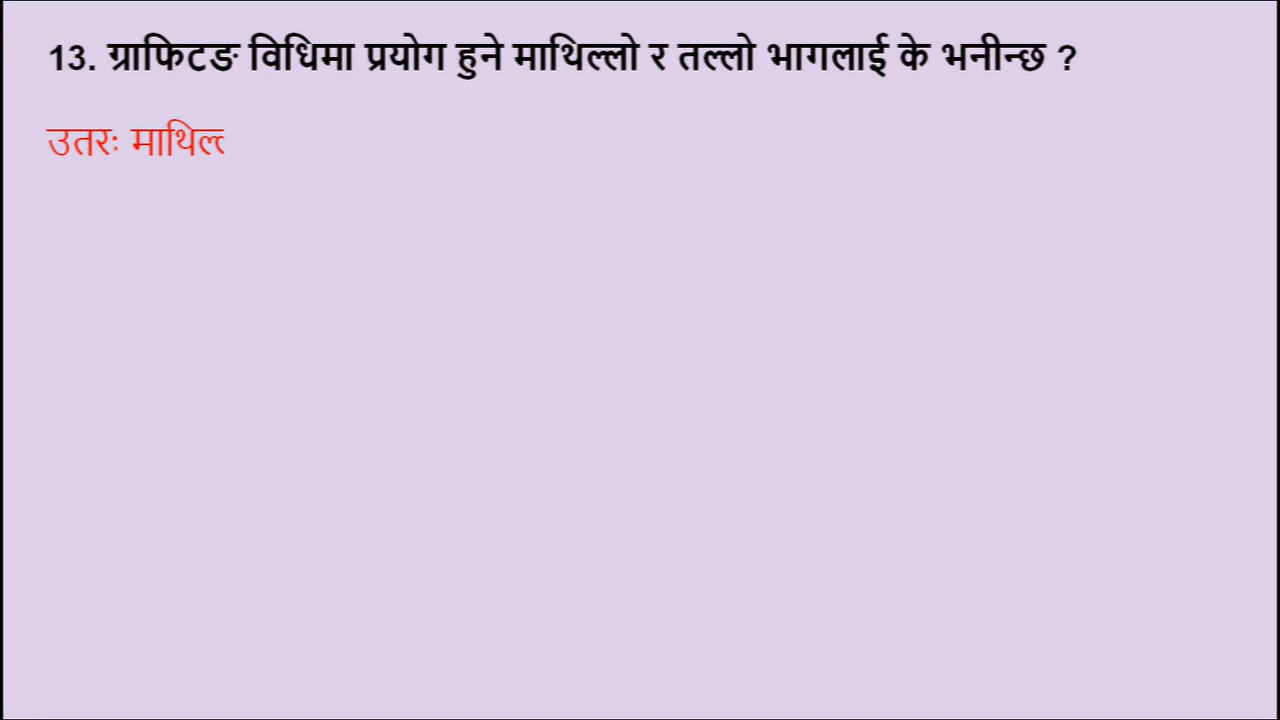 13. ग्राफिटङ विधिमा प्रयोग हुने माथिल्लो र तल्लो भागलाई के भनीन्छ ?
उतरः